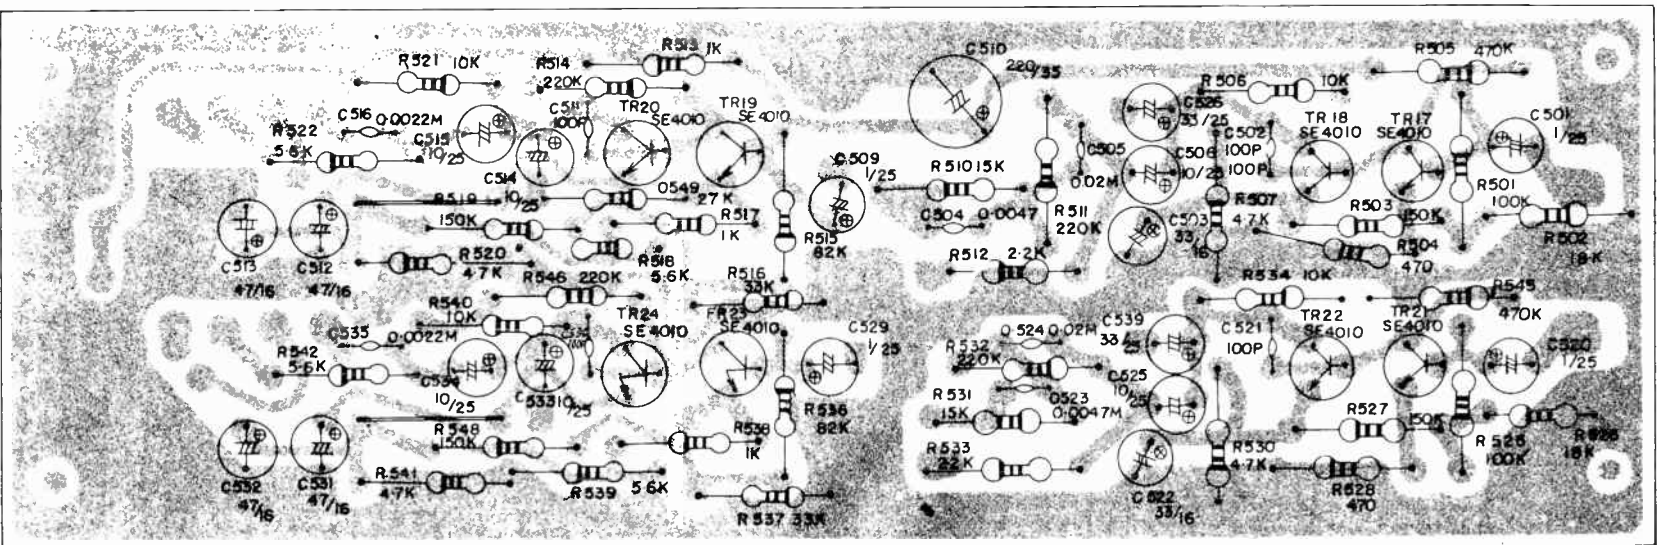 R521 10K
R514
220K
R513 1K
C516 0.0022M
R522
5.6K
C515
10/25
C511
100P
TR20
SE4010
TR19
SE4010
C514
10/25
R519
150K
O549
27K
R517
1K
R520
4.7K
R518
5.6K
C513
47/16
C512
47/16
R546 220K
R515
82K
R516
33K
C509
1/25
C510
220/35
R510 15K
C504 0.0047
R511
220K
C505
0.02M
R512 2.2K
C526
33/25
C506
10/25
C503
33/16
C502
100P
100P
R506 10K
TR18
SE4010
TR17
SE4010
R505 470K
C501
1/25
R501
100K
R507
4.7K
R503
150K
R504
470
R502
18K
R534 10K
R545
470K
R540
10K
C535 0.0022M
R542
5.6K
C534
10/25
C533 10/25
TR24
SE4010
TR23
SE4010
C529
1/25
R548
150K
R541
4.7K
R539 5.6K
R538
1K
R536
82K
R537 33K
C532
47/16
C531
47/16
O.524 0.02M
R532
220K
C539
33/25
C525
10/25
O523
0.0047M
R531
15K
R533
22K
C522
33/16
C521
100P
TR22
SE4010
TR21
SE4010
C520
1/25
R527 150K
R530
4.7K
R528
470
R525
100K
18K